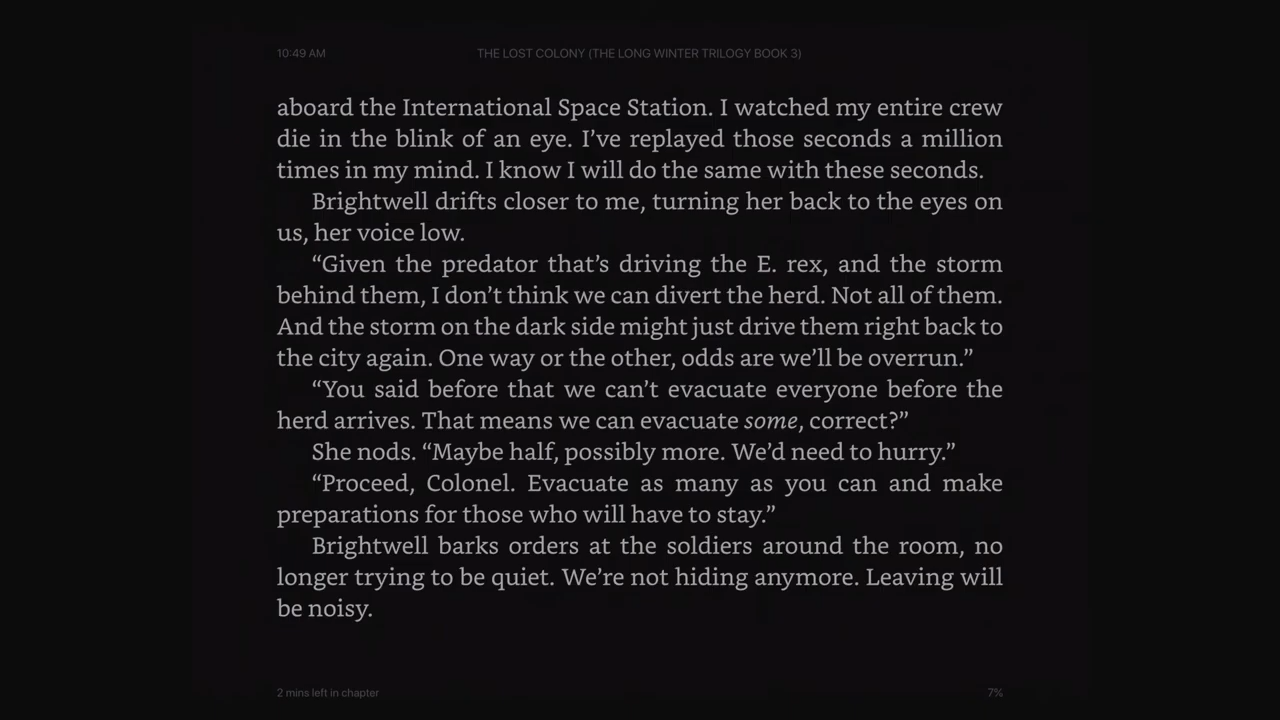 10:49 AM
THE LOST COLONY (THE LONG WINTER TRILOGY BOOK 3)
aboard the International Space Station. I watched my entire crew
die in the blink of an eye. I’ve replayed those seconds a million
times in my mind. I know I will do the same with these seconds.
Brightwell drifts closer to me, turning her back to the eyes on
us, her voice low.
“Given the predator that’s driving the E. rex, and the storm
behind them, I don’t think we can divert the herd. Not all of them.
And the storm on the dark side might just drive them right back to
the city again. One way or the other, odds are we’ll be overrun.”
“You said before that we can’t evacuate everyone before the
herd arrives. That means we can evacuate some, correct?”
She nods. “Maybe half, possibly more. We’d need to hurry.”
“Proceed, Colonel. Evacuate as many as you can and make
preparations for those who will have to stay.”
Brightwell barks orders at the soldiers around the room, no
longer trying to be quiet. We’re not hiding anymore. Leaving will
be noisy.
2 mins left in chapter
7%